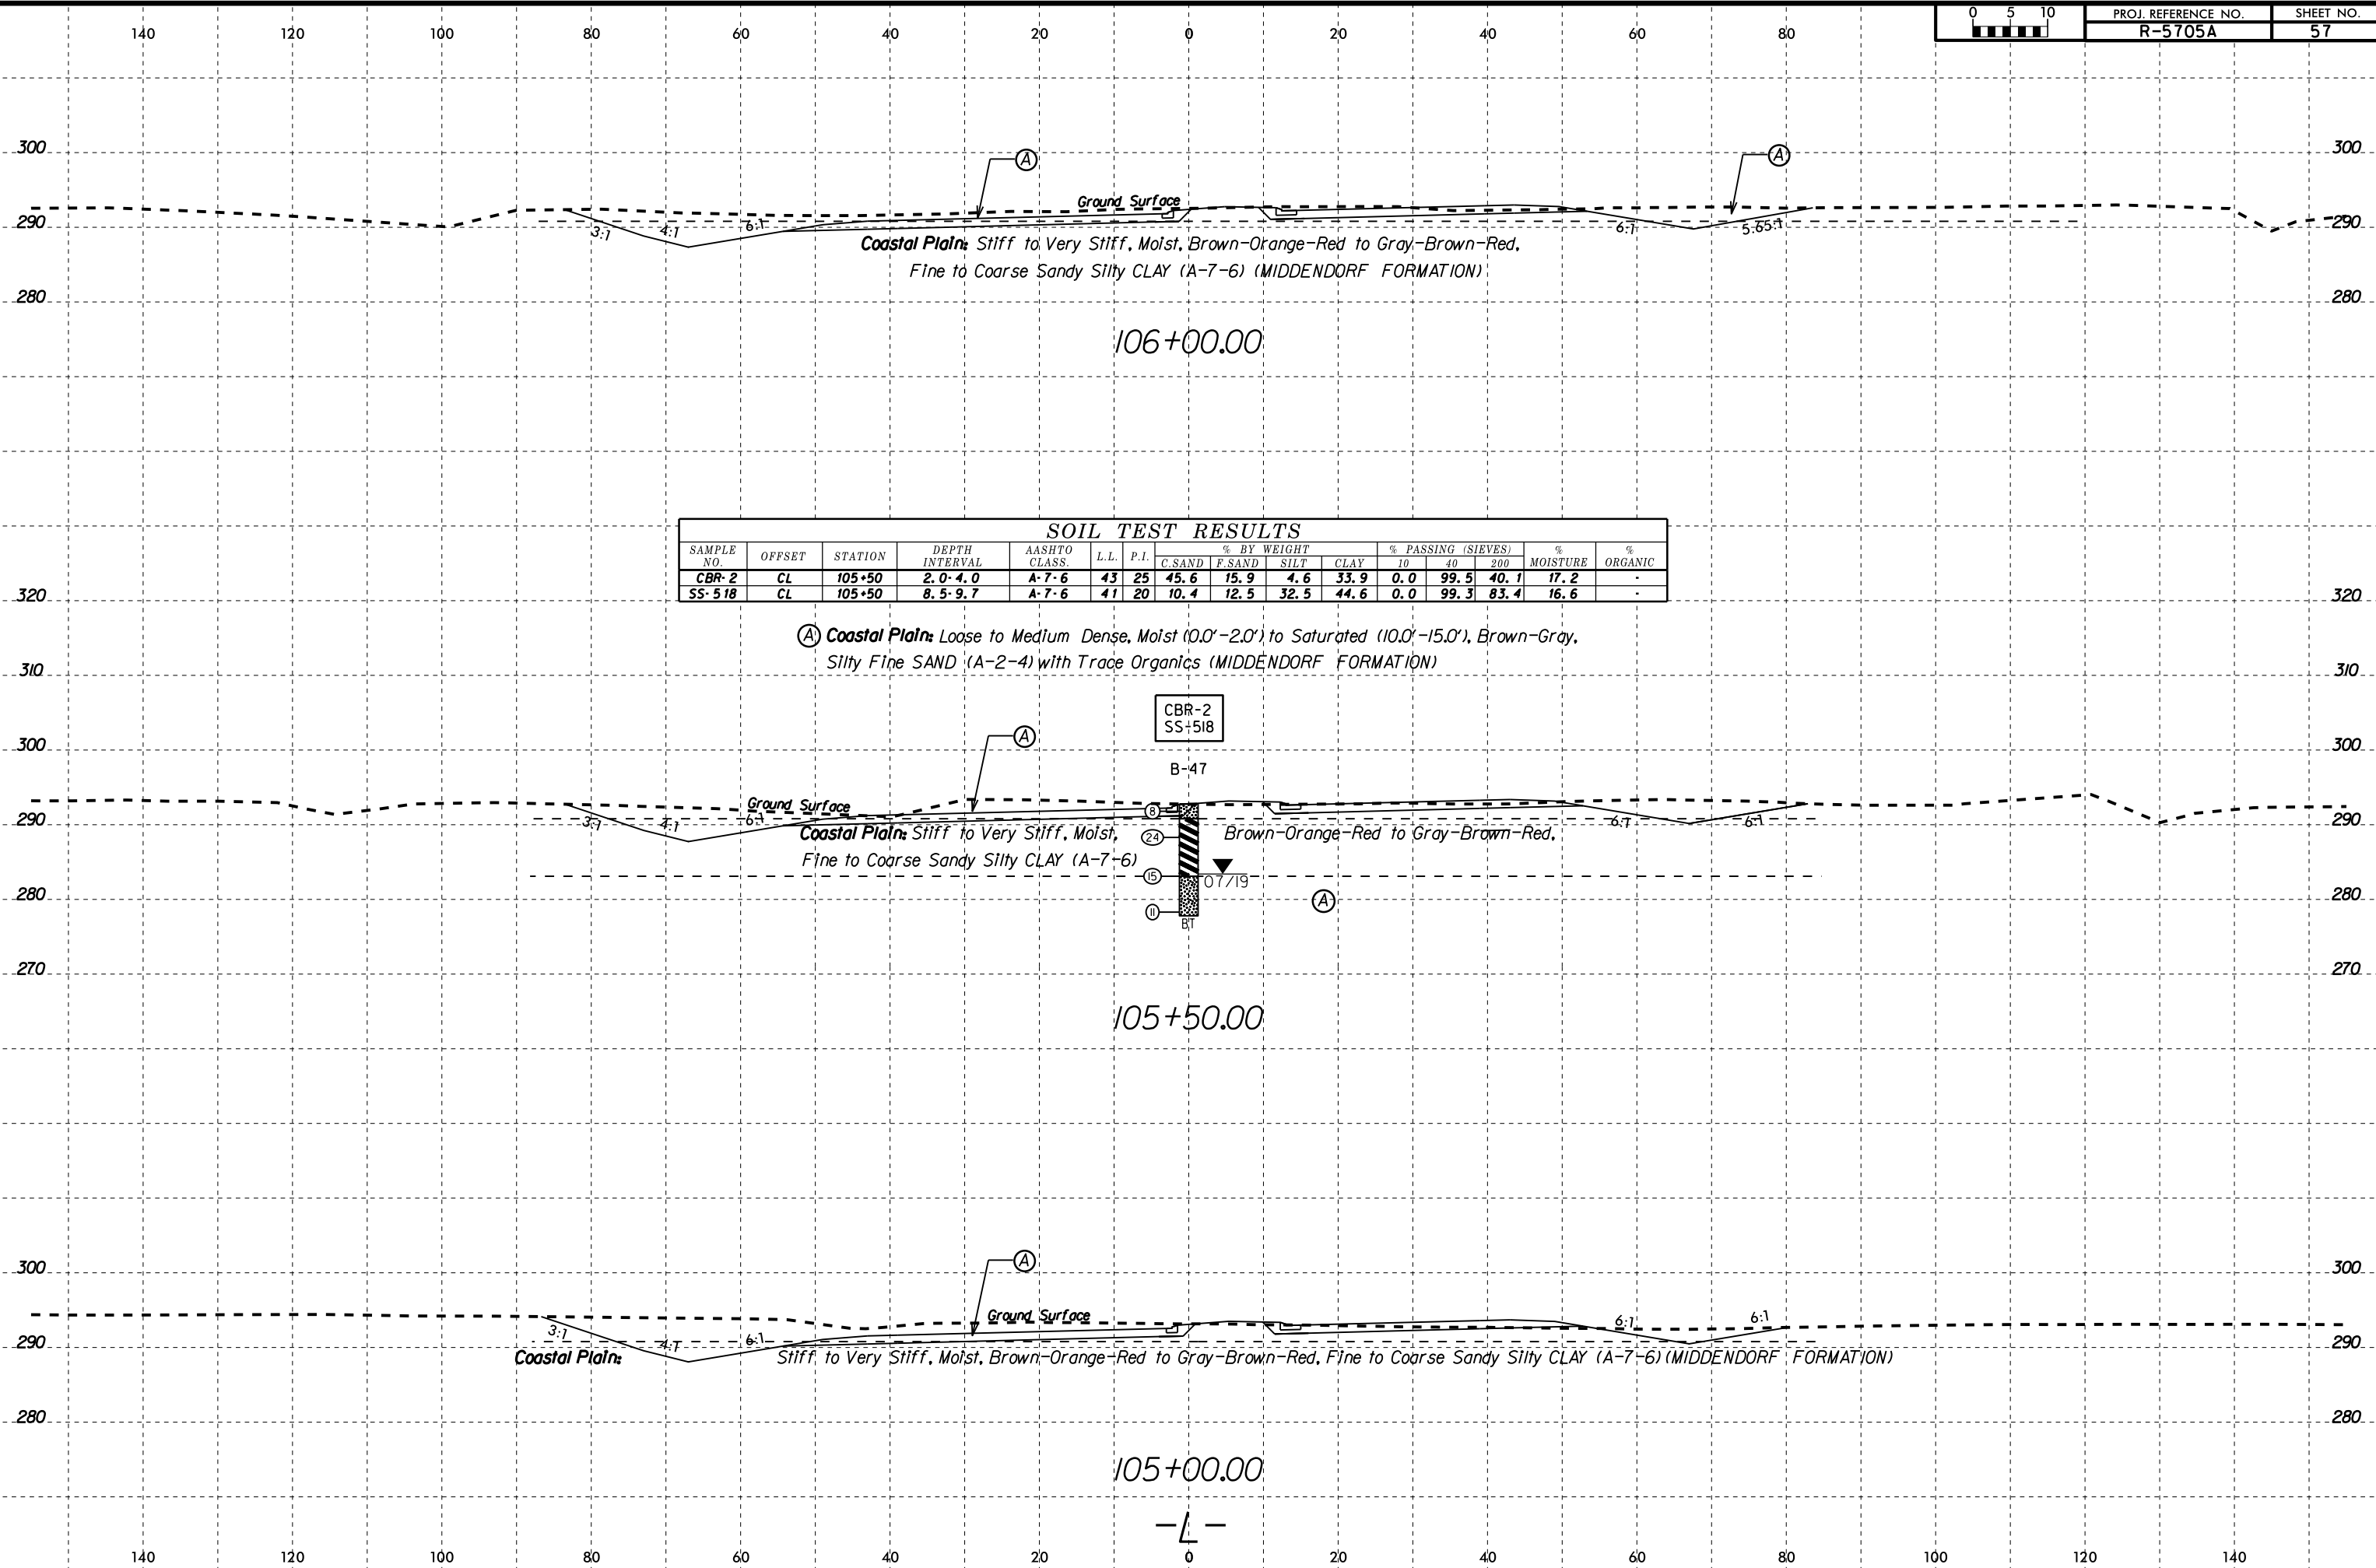 0 5 10
PROJ. REFERENCE NO. SHEET NO.
R-5705A 57
140 120 100 80 60 40 20 0 20 40 60 80
300 300
A A
Ground Surface
290 3:1 4:1 6:1 6:1 5.65:1 290
Coastal Plain: Stiff to Very Stiff, Moist, Brown-Orange-Red to Gray-Brown-Red,
Fine to Coarse Sandy Silty CLAY (A-7-6) (MIDDENDORF FORMATION)
280 280
106+00.00
SOIL TEST RESULTS
SAMPLE NO. OFFSET STATION DEPTH INTERVAL AASHTO CLASS. L.L. P.I. % BY WEIGHT % PASSING (SIEVES) % MOISTURE % ORGANIC
C.SAND F.SAND SILT CLAY 10 40 200
CBR-2 CL 105+50 2.0-4.0 A-7-6 43 25 45.6 15.9 4.6 33.9 0.0 99.5 40.1 17.2 -
SS-518 CL 105+50 8.5-9.7 A-7-6 41 20 10.4 12.5 32.5 44.6 0.0 99.3 83.4 16.6 -
320 320
A Coastal Plain: Loose to Medium Dense, Moist (0.0'-2.0') to Saturated (10.0'-15.0'), Brown-Gray,
Silty Fine SAND (A-2-4) with Trace Organics (MIDDENDORF FORMATION)
310 310
CBR-2
SS-518
300 A 300
B-47
Ground Surface 8
290 3:1 4:1 6:1 6:1 6:1 290
Coastal Plain: Stiff to Very Stiff, Moist, 24 Brown-Orange-Red to Gray-Brown-Red,
Fine to Coarse Sandy Silty CLAY (A-7-6)
15 07/19
280 A 280
11
BT
270 270
105+50.00
300 A 300
Ground Surface
3:1 4:1 6:1 6:1 6:1
290 290
Coastal Plain: Stiff to Very Stiff, Moist, Brown-Orange-Red to Gray-Brown-Red, Fine to Coarse Sandy Silty CLAY (A-7-6) (MIDDENDORF FORMATION)
280 280
105+00.00
-L-
140 120 100 80 60 40 20 0 20 40 60 80 100 120 140